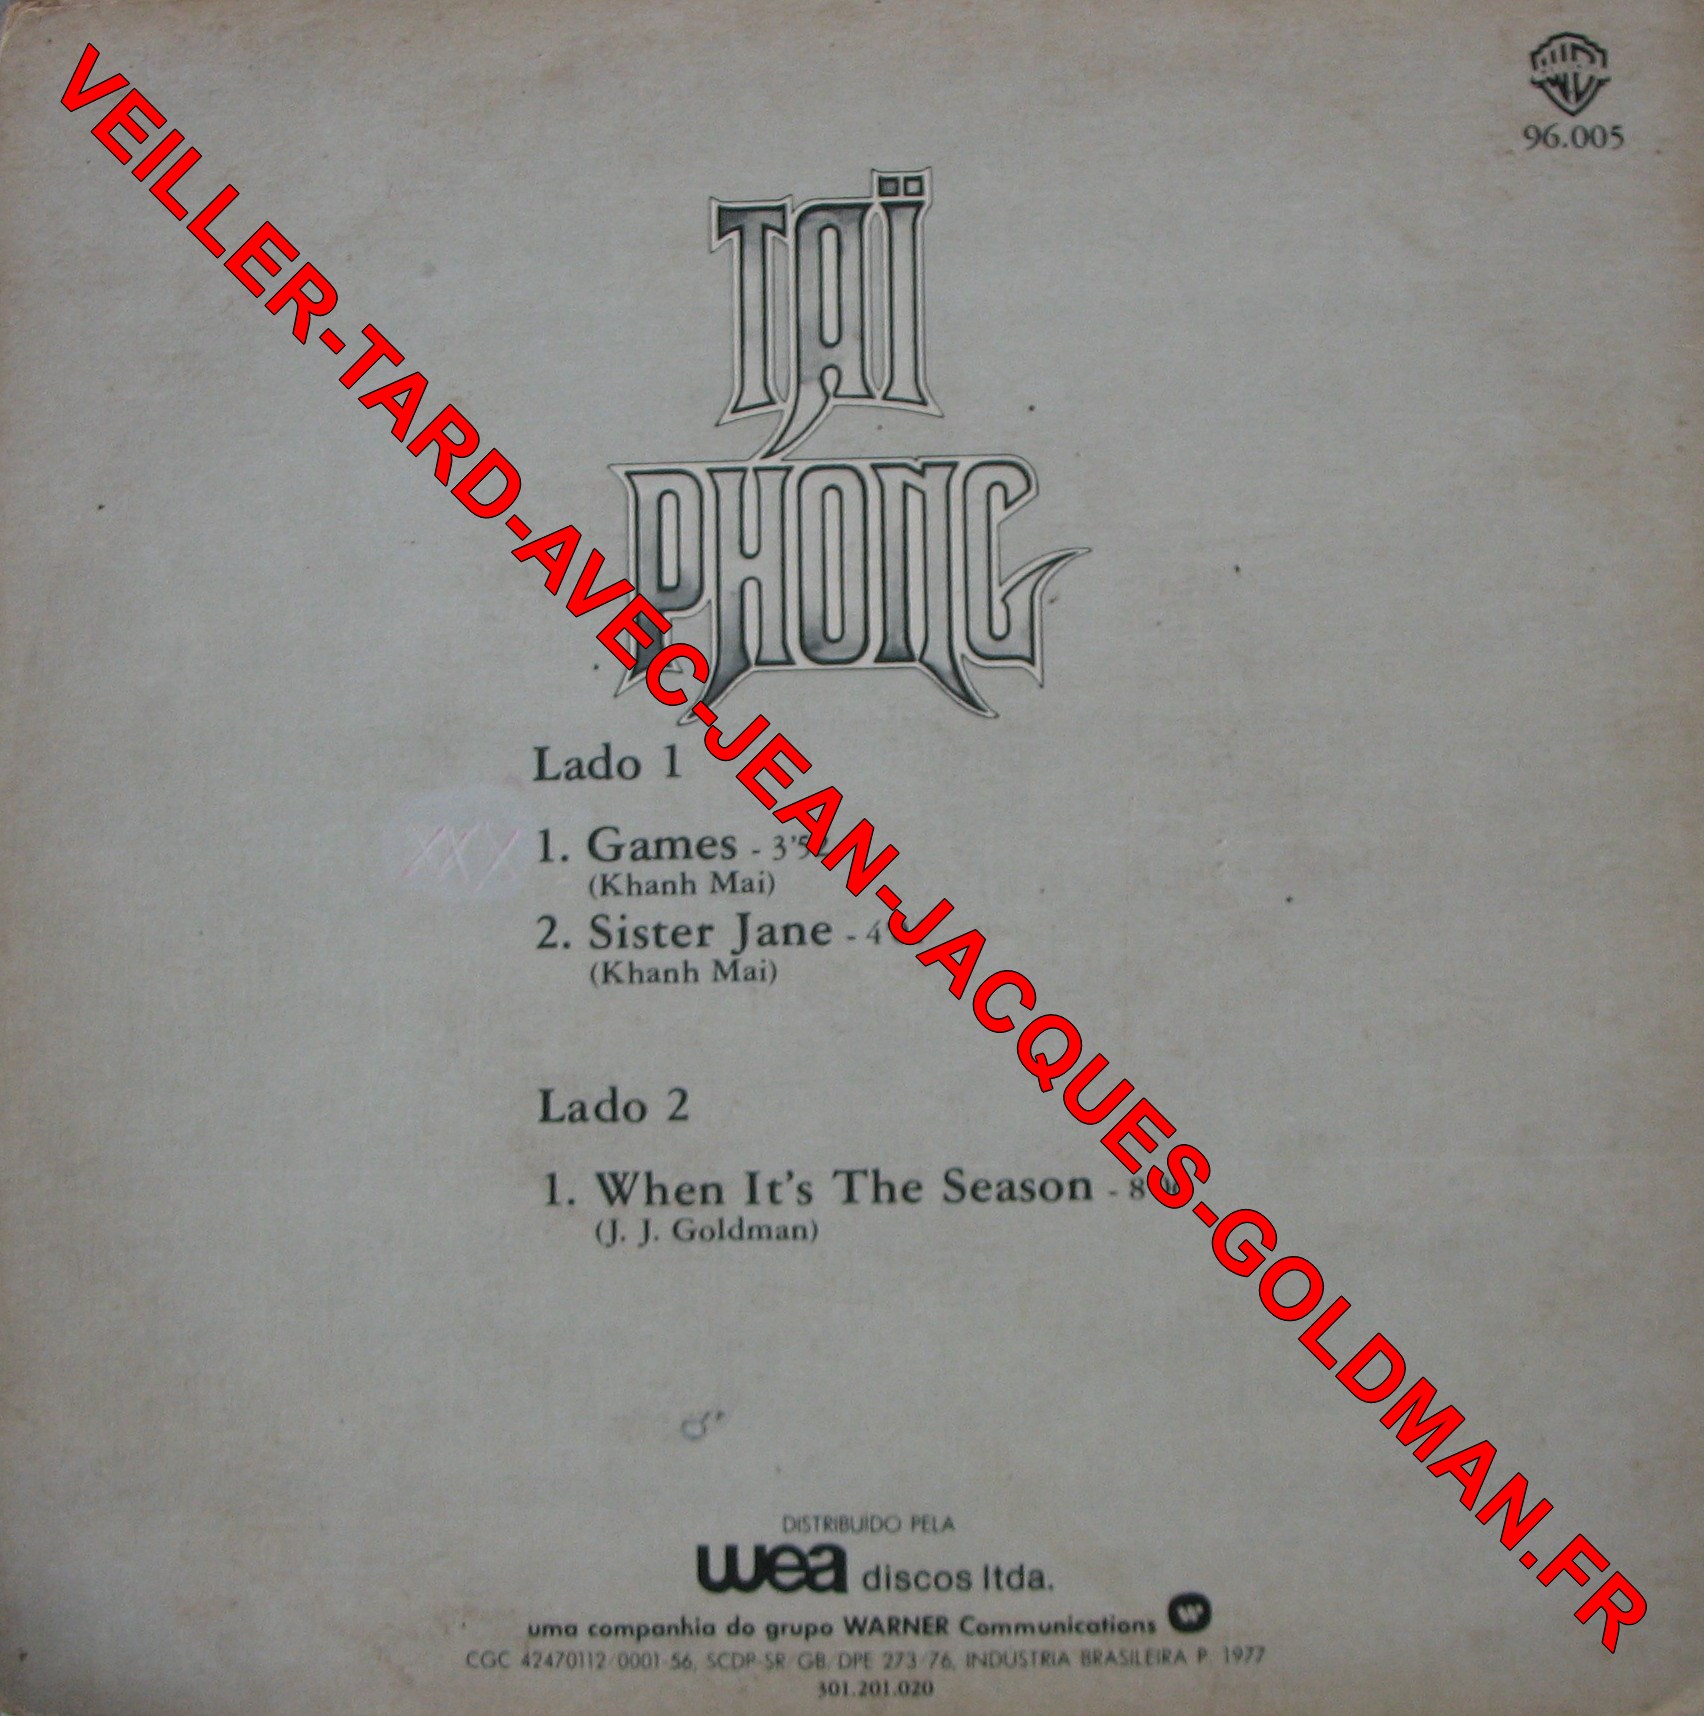 96.005
TAÏ
PHONG
VEILLER-TARD-AVEC-JEAN-JACQUES-GOLDMAN.FR
Lado 1
1. Games - 3'52
(Khanh Mai)
2. Sister Jane - 4'
(Khanh Mai)
Lado 2
1. When It's The Season - 8'
(J. J. Goldman)
DISTRIBUIDO PELA
wea discos ltda.
uma companhia do grupo WARNER Communications
CGC 42470112/0001-56, SCDP-SR/GB, DPE 273/76, INDÚSTRIA BRASILEIRA P. 1977
301.201.020